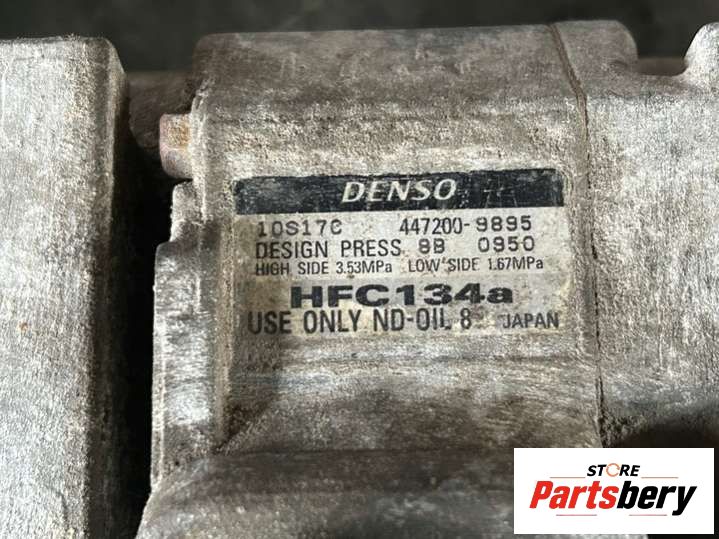 DENSO
10S17C 447200-9895
DESIGN PRESS 9B 0950
HIGH SIDE 3.53MPa LOW SIDE 1.67MPa
HFC134a
USE ONLY ND-OIL 8 JAPAN
STORE
Partsbery